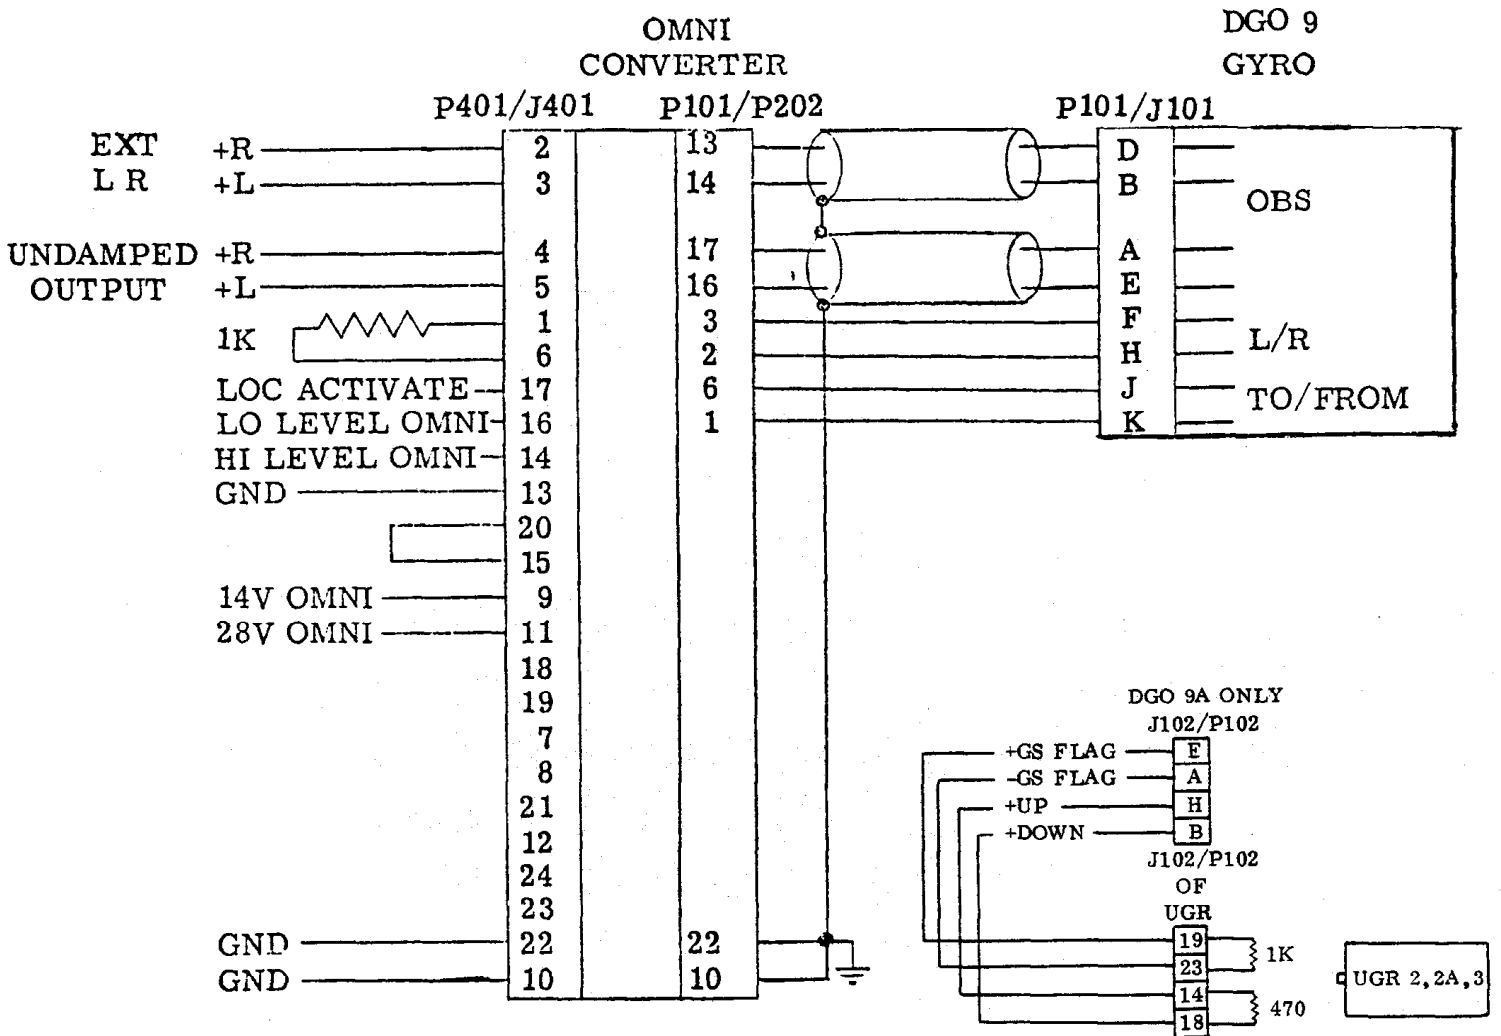 OMNI
CONVERTER
DGO 9
GYRO
P401/J401 P101/P202 P101/J101
EXT +R 2 13 D
L R +L 3 14 B
OBS
UNDAMPED +R 4 17 A
OUTPUT +L 5 16 E
1K 1 3 F
6 2 H
L/R
LOC ACTIVATE 17 6 J
TO/FROM
LO LEVEL OMNI 16 1 K
HI LEVEL OMNI 14
GND 13
20
15
14V OMNI 9
28V OMNI 11
18
19
7
8
21
12
24
23
GND 22 22
GND 10 10
DGO 9A ONLY
J102/P102
+GS FLAG E
-GS FLAG A
+UP H
+DOWN B
J102/P102
OF
UGR
19
1K
23
14
470
18
UGR 2,2A,3